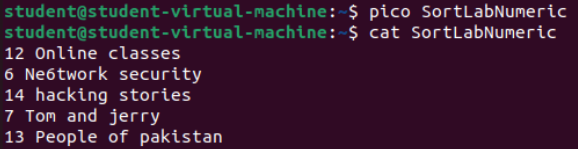 student@student-virtual-machine:~$ pico SortLabNumeric
student@student-virtual-machine:~$ cat SortLabNumeric
12 Online classes
6 Ne6twork security
14 hacking stories
7 Tom and jerry
13 People of pakistan